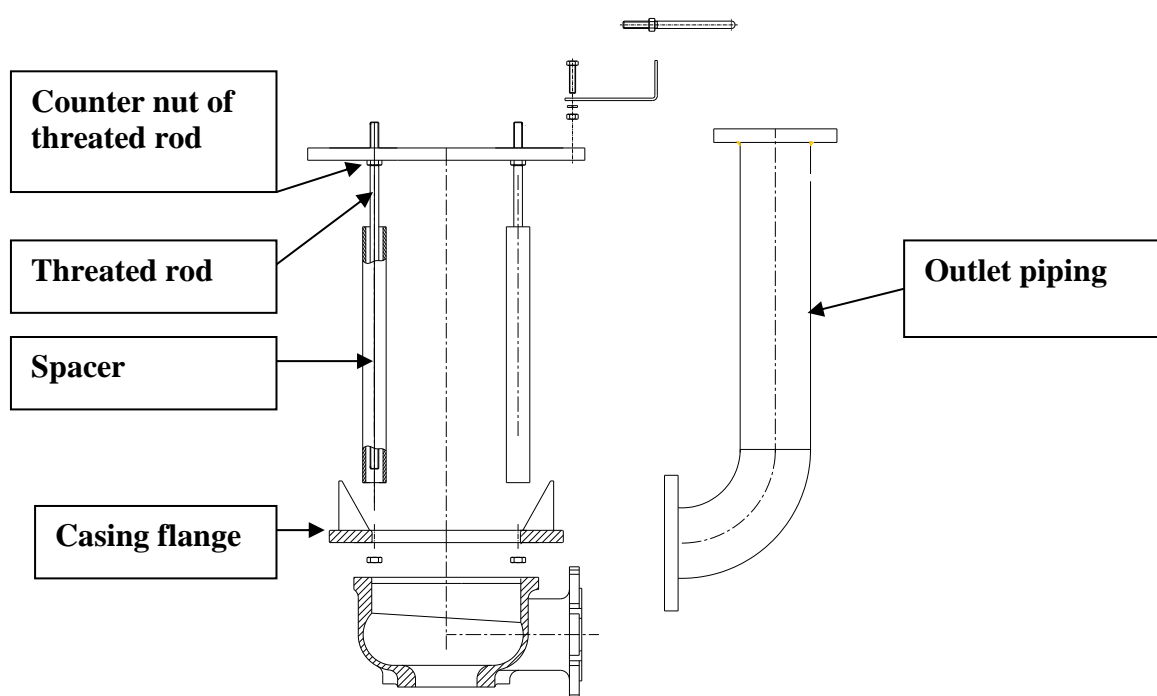 Counter nut of
threated rod
Threated rod
Outlet piping
Spacer
Casing flange